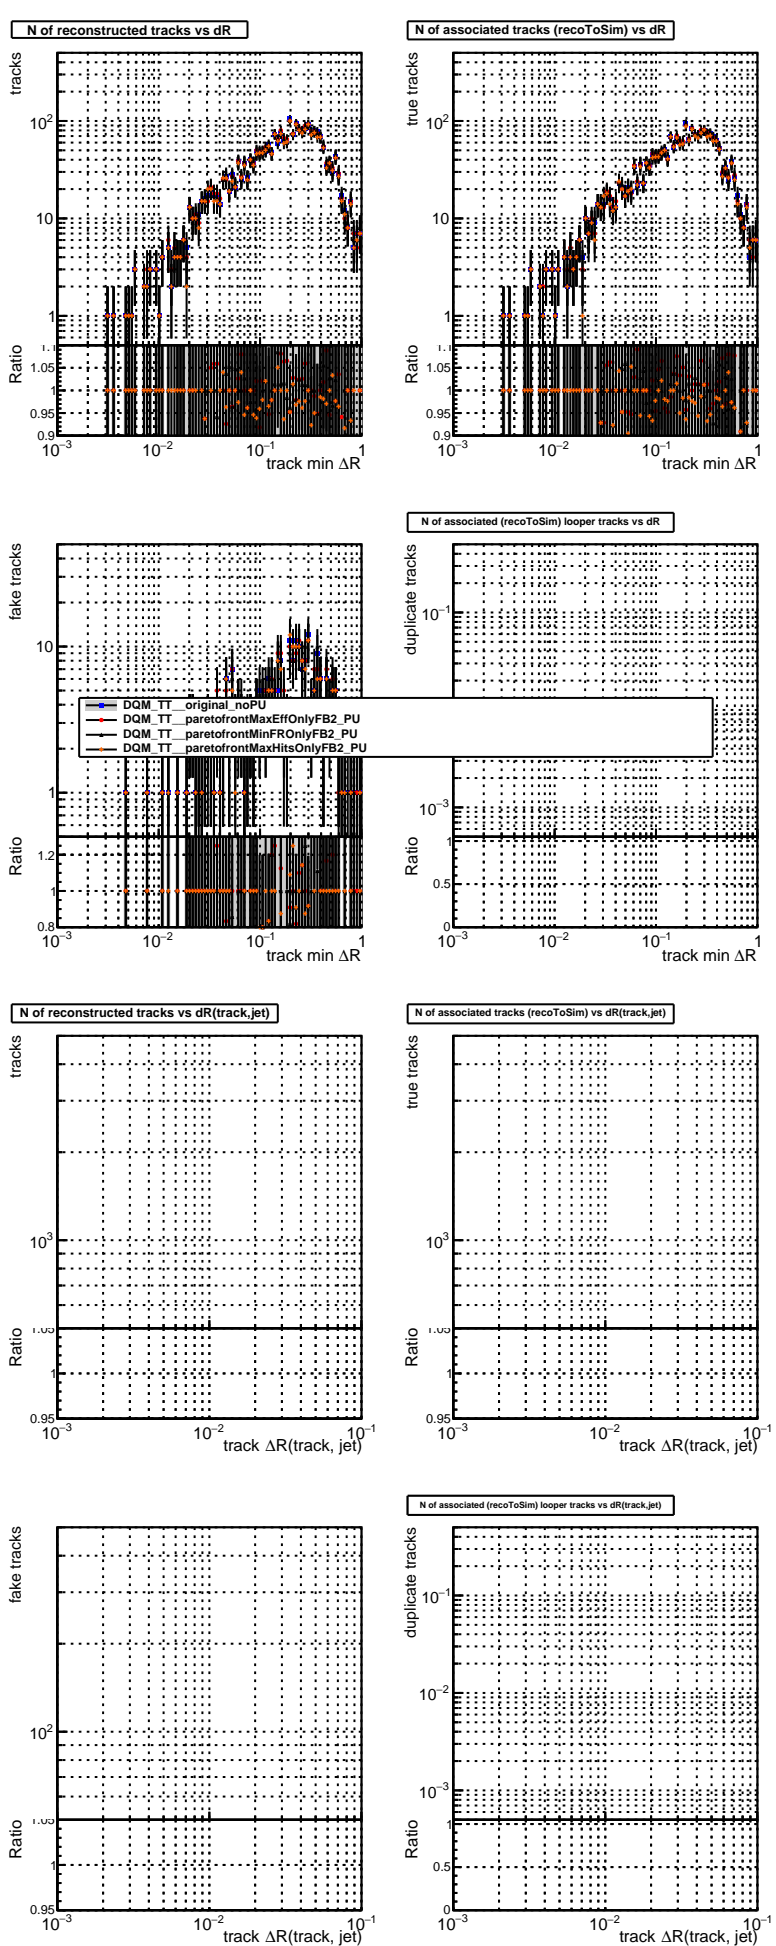 N of reconstructed tracks vs dR
tracks
10²
10
1
Ratio
1.1
1.05
1
0.95
0.9
10⁻³
10⁻²
10⁻¹
1
track min ΔR
N of associated tracks (recoToSim) vs dR
true tracks
10²
10
1
Ratio
1.1
1.05
1
0.95
0.9
10⁻³
10⁻²
10⁻¹
1
track min ΔR
fake tracks
10
1
Ratio
1.2
1
0.8
10⁻³
10⁻²
10⁻¹
1
track min ΔR
N of associated (recoToSim) looper tracks vs dR
duplicate tracks
10⁻¹
10⁻³
Ratio
1
0.5
0
10⁻³
10⁻²
10⁻¹
1
track min ΔR
DQM_TT__original_noPU
DQM_TT__paretofrontMaxEffOnlyFB2_PU
DQM_TT__paretofrontMinFROnlyFB2_PU
DQM_TT__paretofrontMaxHitsOnlyFB2_PU
N of reconstructed tracks vs dR(track,jet)
tracks
10³
Ratio
1.05
1
0.95
10⁻³
10⁻²
10⁻¹
track ΔR(track, jet)
N of associated tracks (recoToSim) vs dR(track,jet)
true tracks
10³
Ratio
1.05
1
0.95
10⁻³
10⁻²
10⁻¹
track ΔR(track, jet)
fake tracks
10²
Ratio
1.05
1
0.95
10⁻³
10⁻²
10⁻¹
track ΔR(track, jet)
N of associated (recoToSim) looper tracks vs dR(track,jet)
duplicate tracks
10⁻¹
10⁻²
10⁻³
Ratio
1
0.5
0
10⁻³
10⁻²
10⁻¹
track ΔR(track, jet)